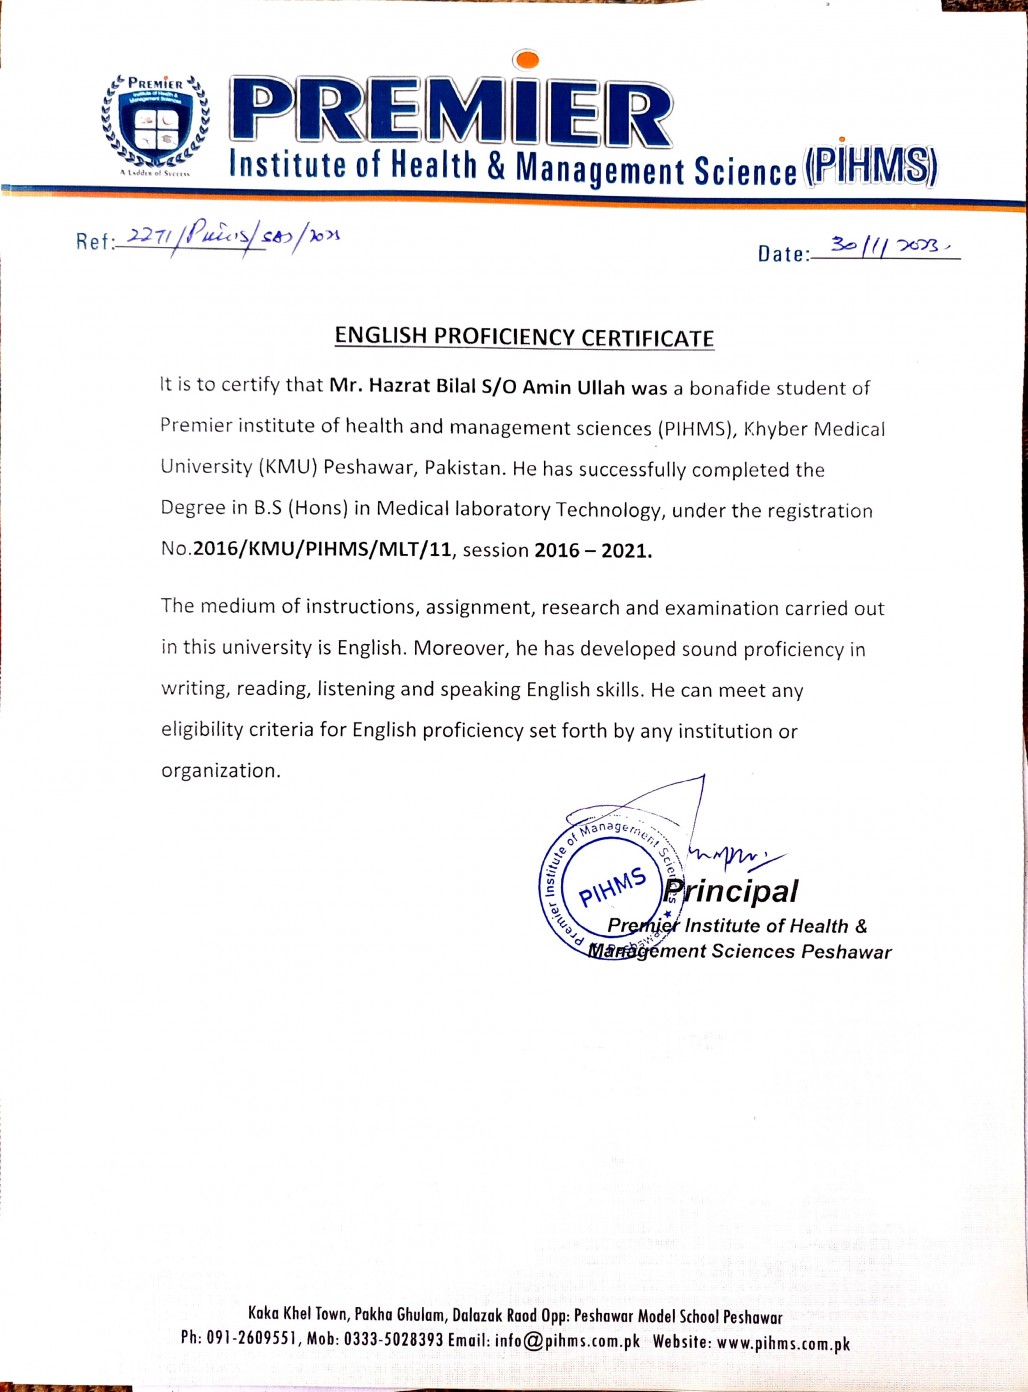 PREMIER
Institute of Health &
Management Sciences
A Ladder of Success
PREMIER
Institute of Health & Management Science (PIHMS)
Ref: 2271/
Date: 30/1/2023.
ENGLISH PROFICIENCY CERTIFICATE
It is to certify that Mr. Hazrat Bilal S/O Amin Ullah was a bonafide student of
Premier institute of health and management sciences (PIHMS), Khyber Medical
University (KMU) Peshawar, Pakistan. He has successfully completed the
Degree in B.S (Hons) in Medical laboratory Technology, under the registration
No.2016/KMU/PIHMS/MLT/11, session 2016 – 2021.
The medium of instructions, assignment, research and examination carried out
in this university is English. Moreover, he has developed sound proficiency in
writing, reading, listening and speaking English skills. He can meet any
eligibility criteria for English proficiency set forth by any institution or
organization.
Premier Institute of Management Sciences ★ Peshawar ★
PIHMS
Principal
Premier Institute of Health &
Management Sciences Peshawar
Kaka Khel Town, Pakha Ghulam, Dalazak Raod Opp: Peshawar Model School Peshawar
Ph: 091-2609551, Mob: 0333-5028393 Email: info@pihms.com.pk Website: www.pihms.com.pk